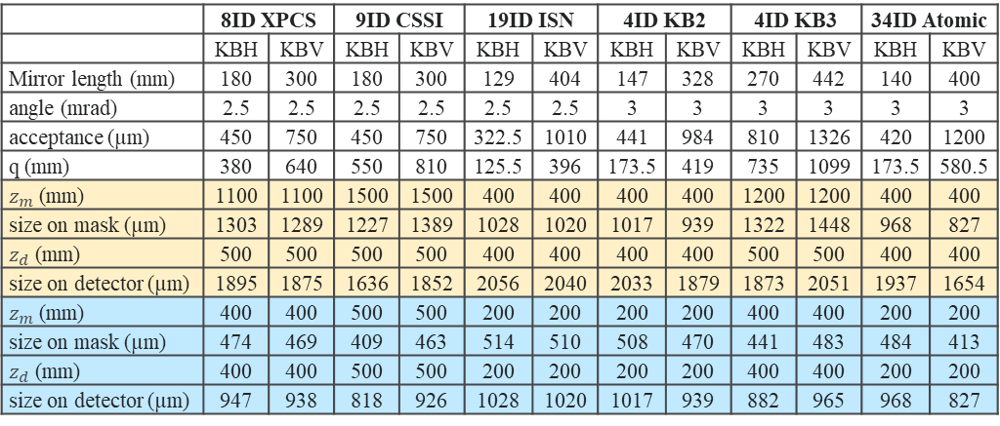 8ID XPCS 9ID CSSI 19ID ISN 4ID KB2 4ID KB3 34ID Atomic
KBH KBV KBH KBV KBH KBV KBH KBV KBH KBV KBH KBV
Mirror length (mm) 180 300 180 300 129 404 147 328 270 442 140 400
angle (mrad) 2.5 2.5 2.5 2.5 2.5 2.5 3 3 3 3 3 3
acceptance (µm) 450 750 450 750 322.5 1010 441 984 810 1326 420 1200
q (mm) 380 640 550 810 125.5 396 173.5 419 735 1099 173.5 580.5
zₘ (mm) 1100 1100 1500 1500 400 400 400 400 1200 1200 400 400
size on mask (µm) 1303 1289 1227 1389 1028 1020 1017 939 1322 1448 968 827
z_d (mm) 500 500 500 500 400 400 400 400 500 500 400 400
size on detector (µm) 1895 1875 1636 1852 2056 2040 2033 1879 1873 2051 1937 1654
zₘ (mm) 400 400 500 500 200 200 200 200 400 400 200 200
size on mask (µm) 474 469 409 463 514 510 508 470 441 483 484 413
z_d (mm) 400 400 500 500 200 200 200 200 400 400 200 200
size on detector (µm) 947 938 818 926 1028 1020 1017 939 882 965 968 827